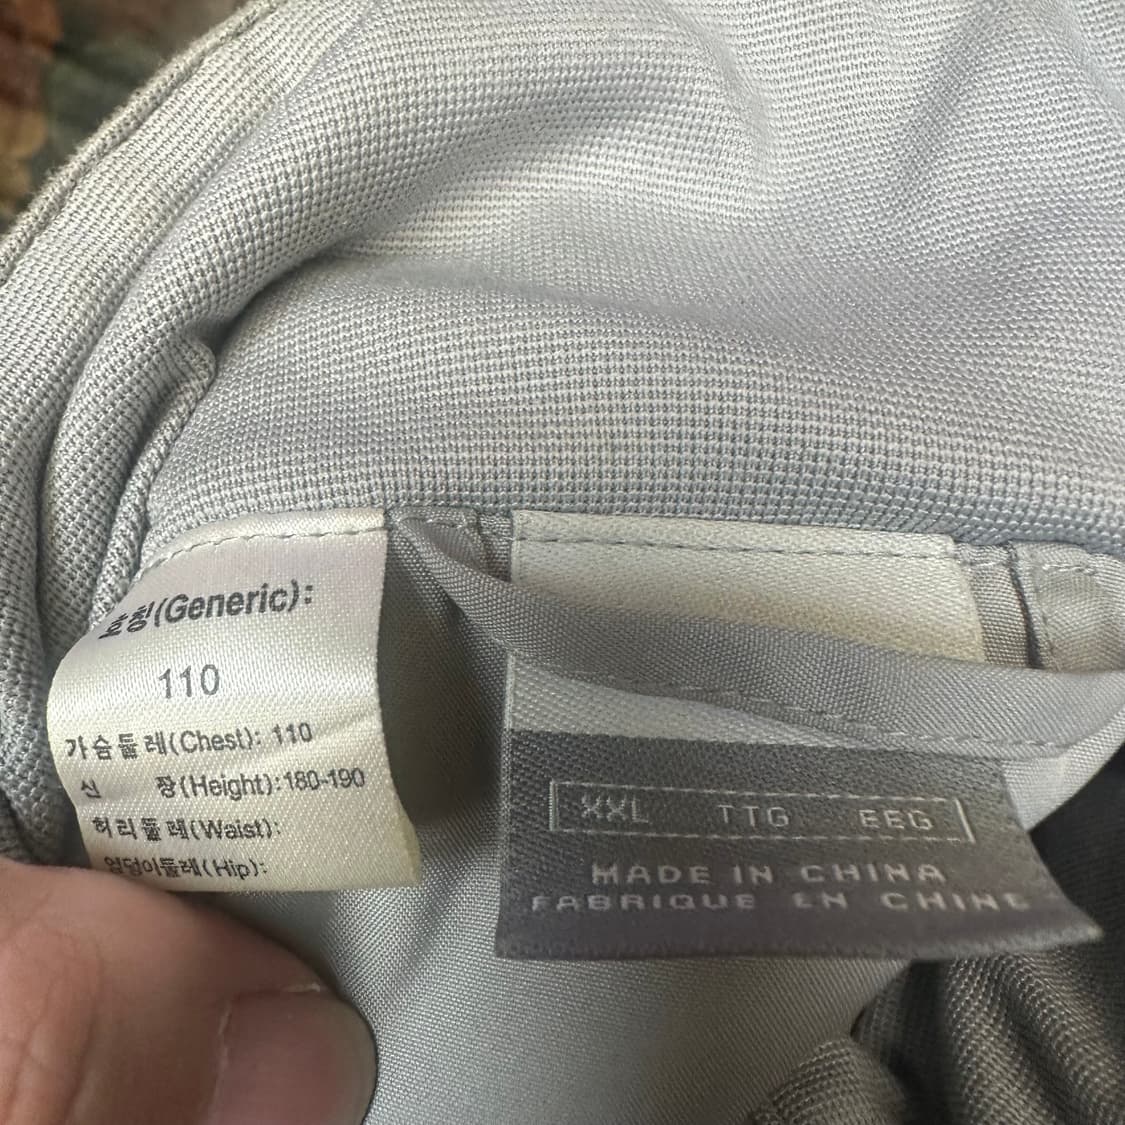 호칭(Generic):
110
가슴둘레(Chest): 110
신 장(Height):180-190
허리둘레(Waist):
엉덩이둘레(Hip):
XXL TTG EEG
MADE IN CHINA
FABRIQUE EN CHINE